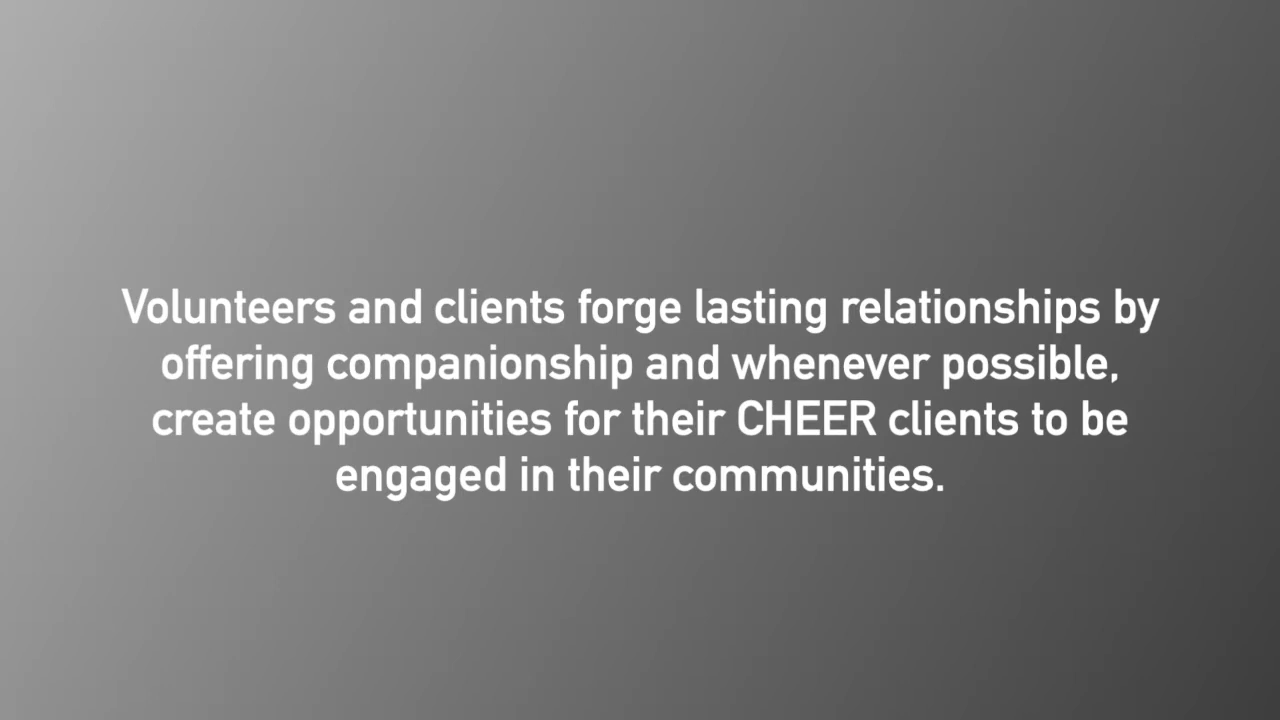 Volunteers and clients forge lasting relationships by
offering companionship and whenever possible,
create opportunities for their CHEER clients to be
engaged in their communities.